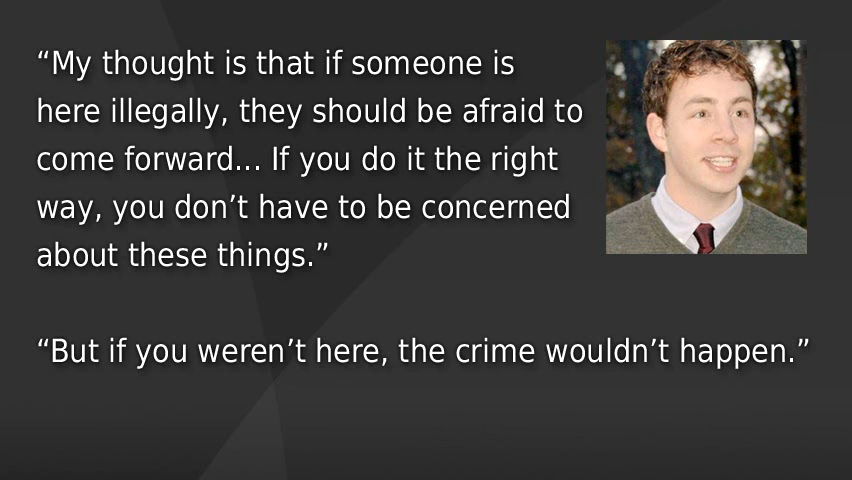 “My thought is that if someone is
here illegally, they should be afraid to
come forward... If you do it the right
way, you don’t have to be concerned
about these things.”
“But if you weren’t here, the crime wouldn’t happen.”